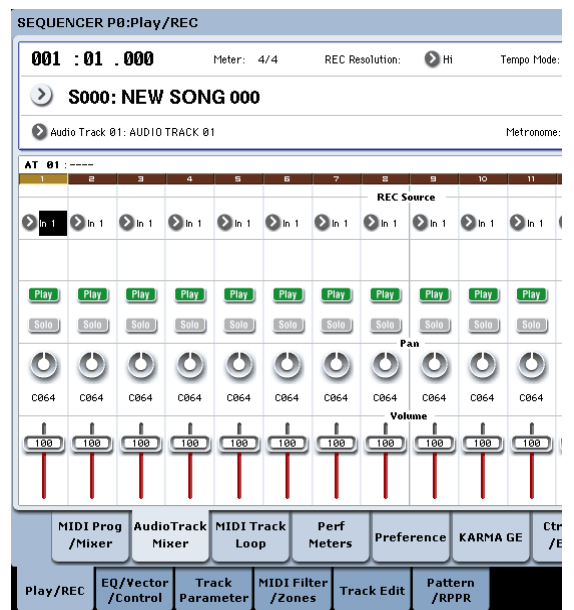 SEQUENCER P0:Play/REC
001 :01 .000 Meter: 4/4 REC Resolution: Hi Tempo Mode:
S000: NEW SONG 000
Audio Track 01: AUDIO TRACK 01 Metronome:
AT 01:----
1 2 3 4 5 6 7 8 9 10 11
REC Source
In 1 In 1 In 1 In 1 In 1 In 1 In 1 In 1 In 1 In 1 In 1
Play Play Play Play Play Play Play Play Play Play Play
Solo Solo Solo Solo Solo Solo Solo Solo Solo Solo Solo
Pan
C064 C064 C064 C064 C064 C064 C064 C064 C064 C064 C064
Volume
100 100 100 100 100 100 100 100 100 100 100
MIDI Prog AudioTrack MIDI Track Perf Preference KARMA GE Ctr
/Mixer Mixer Loop Meters /E
Play/REC EQ/Vector Track MIDI Filter Track Edit Pattern
/Control Parameter /Zones /RPPR